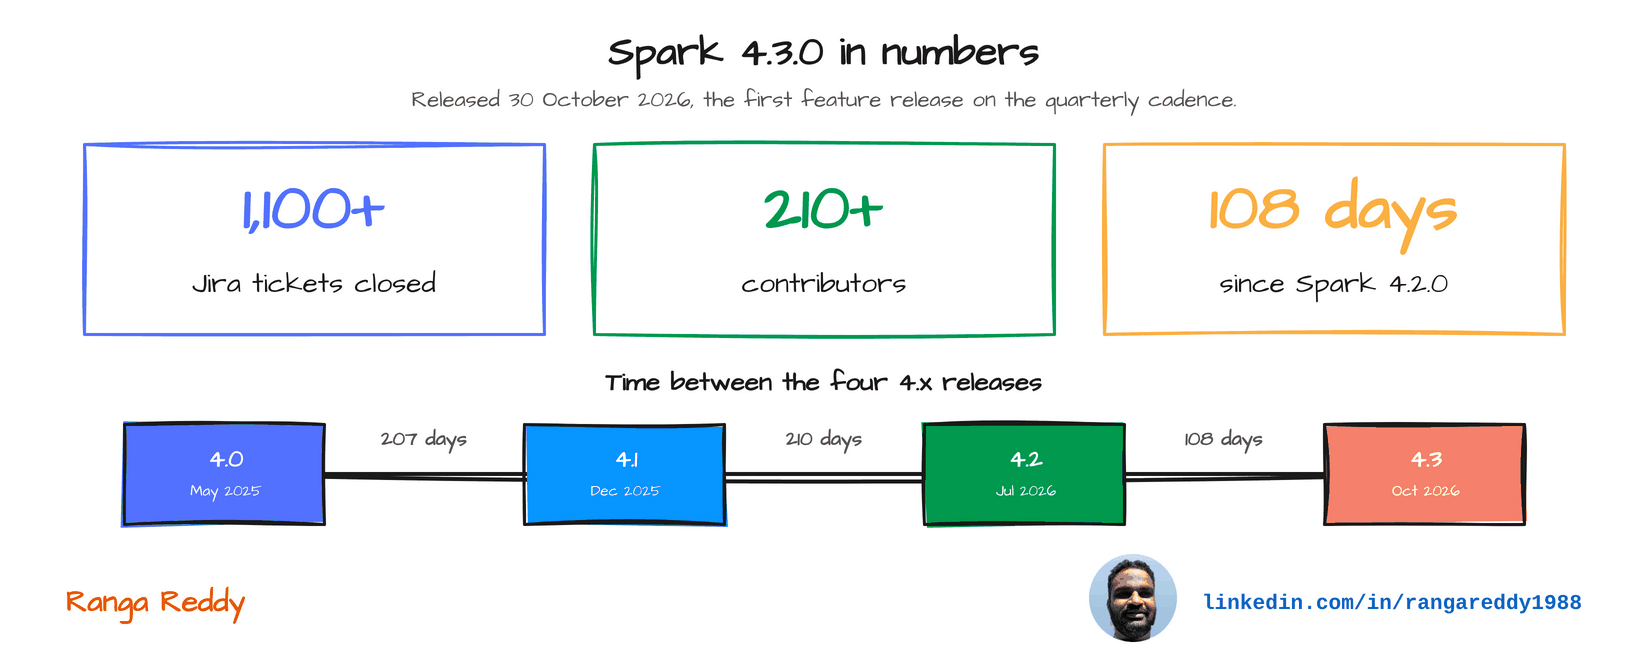 Spark 4.3.0 in numbers
Released 30 October 2026, the first feature release on the quarterly cadence.
1,100+
Jira tickets closed
210+
contributors
108 days
since Spark 4.2.0
Time between the four 4.x releases
4.0
May 2025
207 days
4.1
Dec 2025
210 days
4.2
Jul 2026
108 days
4.3
Oct 2026
Ranga Reddy
linkedin.com/in/rangareddy1988